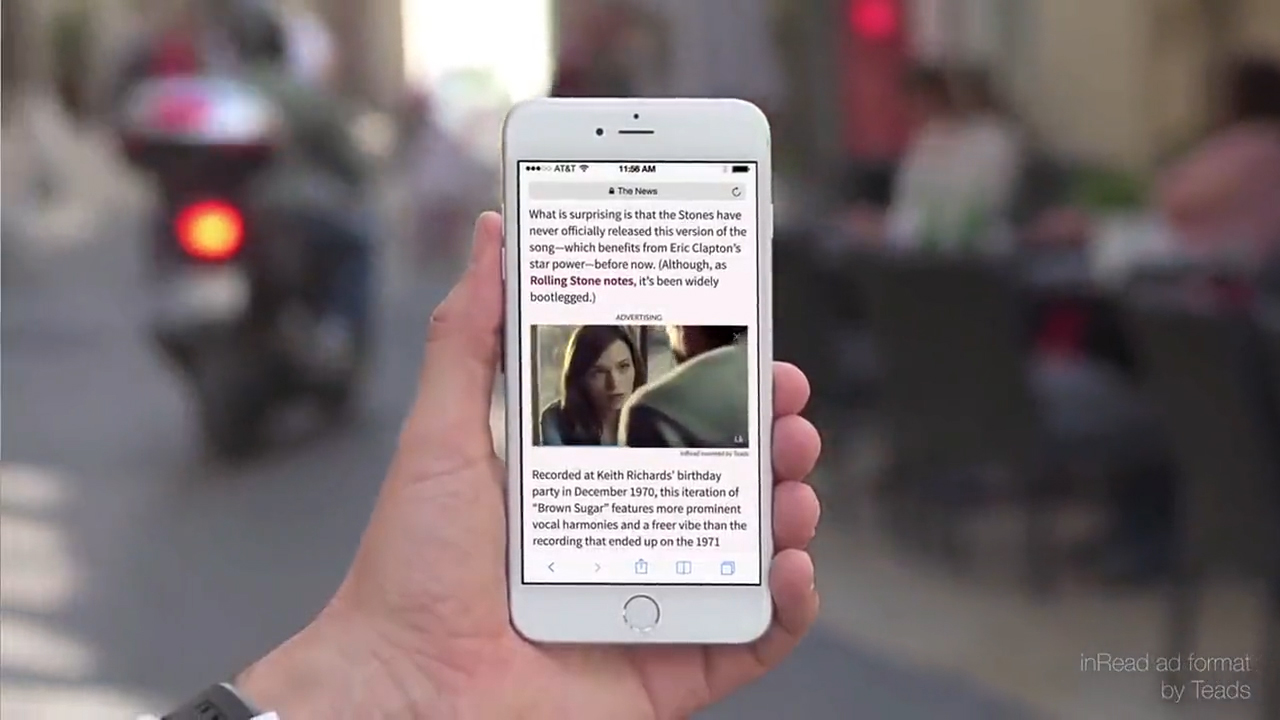 AT&T 11:56 AM
The News
What is surprising is that the Stones have
never officially released this version of the
song—which benefits from Eric Clapton's
star power—before now. (Although, as
Rolling Stone notes, it's been widely
bootlegged.)
ADVERTISING
inRead invented by Teads
Recorded at Keith Richards' birthday
party in December 1970, this iteration of
“Brown Sugar” features more prominent
vocal harmonies and a freer vibe than the
recording that ended up on the 1971
inRead ad format
by Teads